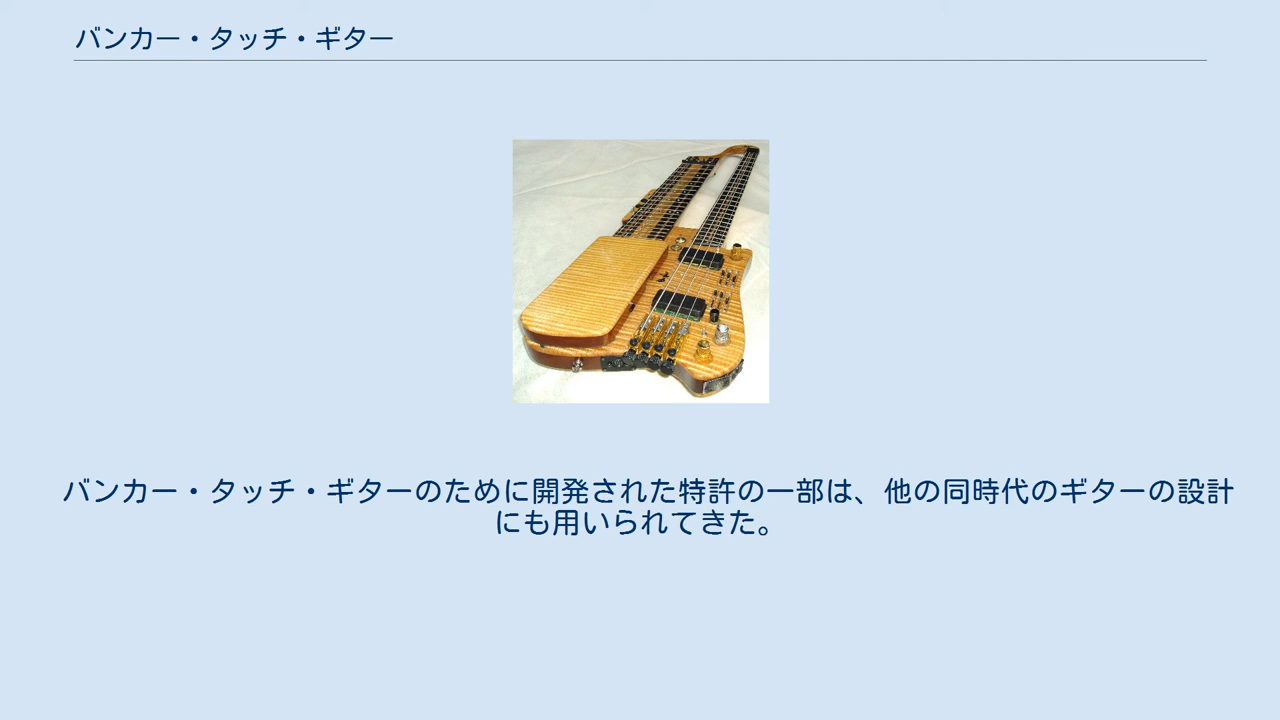 バンカー・タッチ・ギター
バンカー・タッチ・ギターのために開発された特許の一部は、他の同時代のギターの設計
にも用いられてきた。